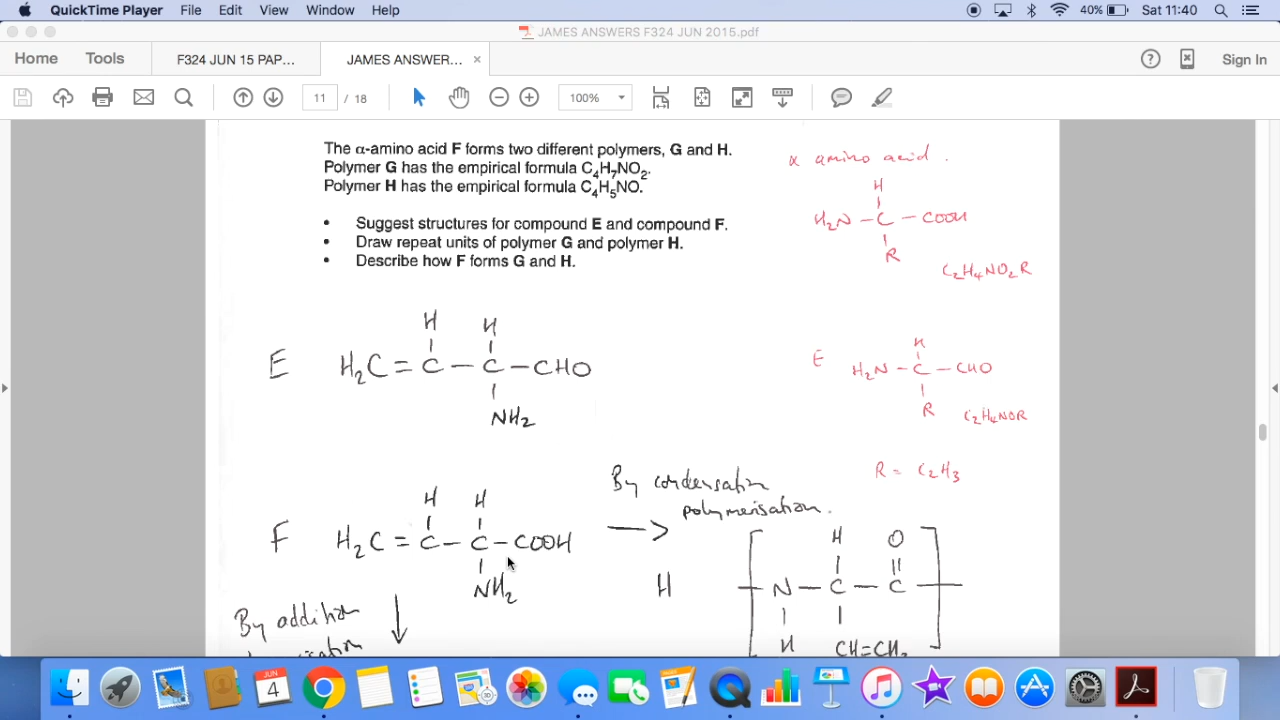 QuickTime Player File Edit View Window Help 40% Sat 11:40
JAMES ANSWERS F324 JUN 2015.pdf
Home Tools F324 JUN 15 PAP... JAMES ANSWER... × Sign In
11 / 18 100%
The α-amino acid F forms two different polymers, G and H.
Polymer G has the empirical formula C₄H₇NO₂.
Polymer H has the empirical formula C₄H₅NO.
• Suggest structures for compound E and compound F.
• Draw repeat units of polymer G and polymer H.
• Describe how F forms G and H.
α amino acid.
H
H₂N – C – COOH
R
C₂H₄NO₂R
H H
E H₂C = C – C – CHO
NH₂
H
E H₂N – C – CHO
R
C₂H₄NOR
R = C₂H₃
H H
F H₂C = C – C – COOH
NH₂
By condensation
polymerisation.
H O
H N – C – C
H CH=CH₂
By addition
JUN
4